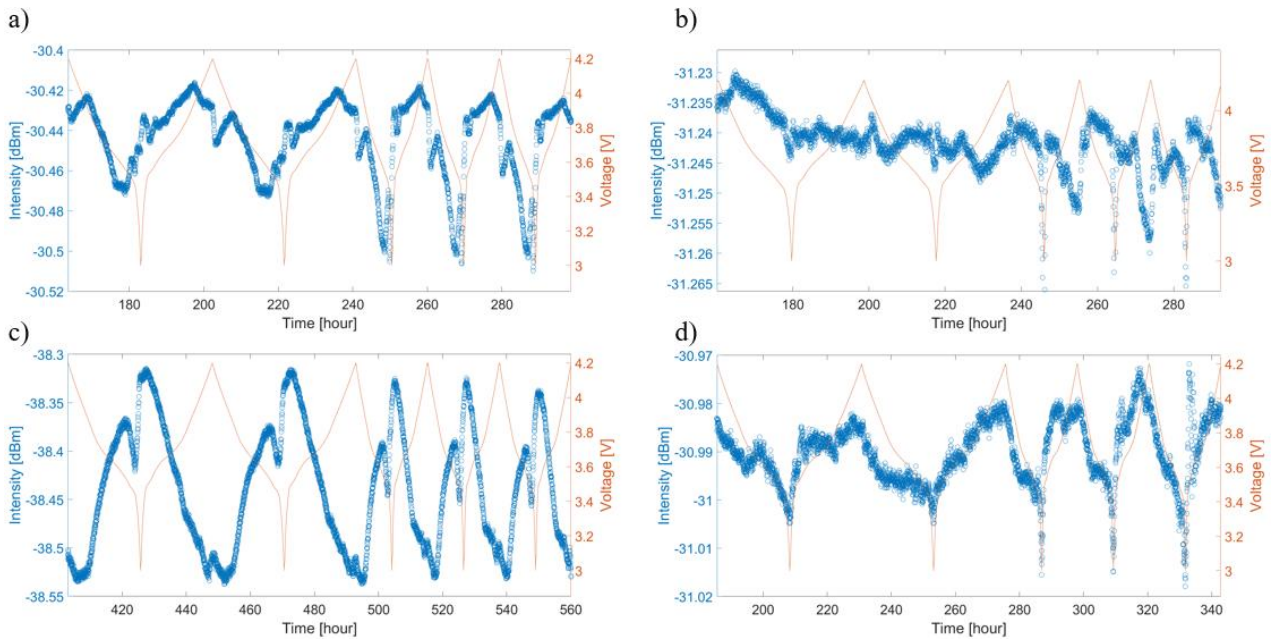 a)
-30.4
-30.42
-30.44
-30.46
-30.48
-30.5
-30.52
Intensity [dBm]
4.2
4
3.8
3.6
3.4
3.2
3
Voltage [V]
180 200 220 240 260 280
Time [hour]
b)
-31.23
-31.235
-31.24
-31.245
-31.25
-31.255
-31.26
-31.265
Intensity [dBm]
4
3.5
3
Voltage [V]
180 200 220 240 260 280
Time [hour]
c)
-38.3
-38.35
-38.4
-38.45
-38.5
-38.55
Intensity [dBm]
4.2
4
3.8
3.6
3.4
3.2
3
Voltage [V]
420 440 460 480 500 520 540 560
Time [hour]
d)
-30.97
-30.98
-30.99
-31
-31.01
-31.02
Intensity [dBm]
4.2
4
3.8
3.6
3.4
3.2
3
Voltage [V]
200 220 240 260 280 300 320 340
Time [hour]